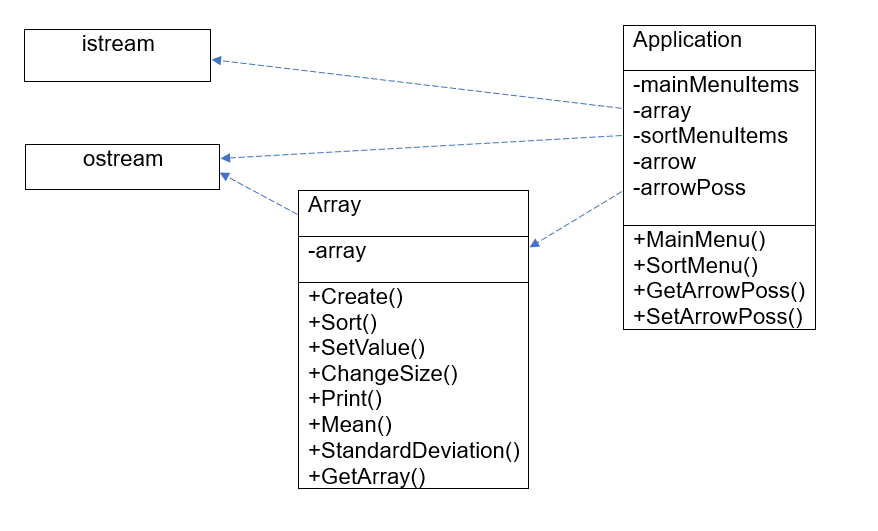 istream
ostream
Array
-array
+Create()
+Sort()
+SetValue()
+ChangeSize()
+Print()
+Mean()
+StandardDeviation()
+GetArray()
Application
-mainMenuItems
-array
-sortMenuItems
-arrow
-arrowPoss
+MainMenu()
+SortMenu()
+GetArrowPoss()
+SetArrowPoss()